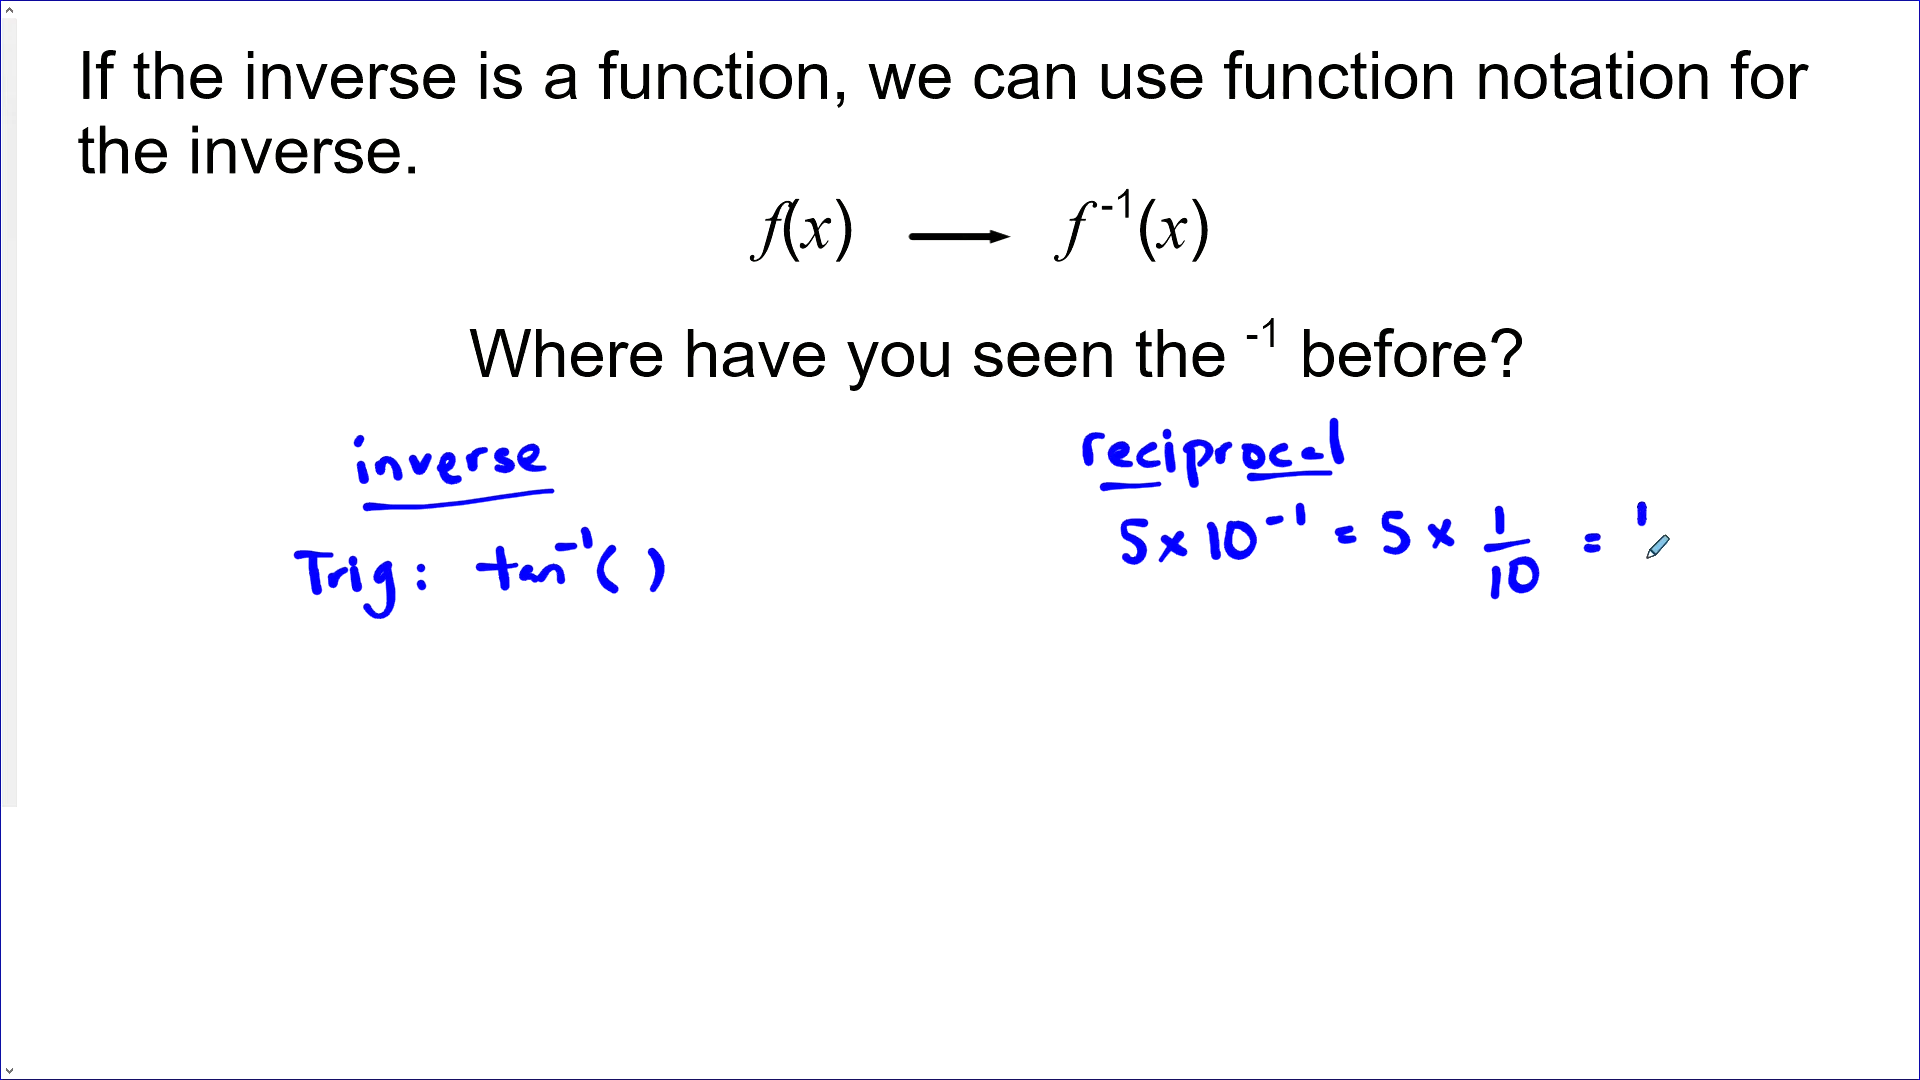 If the inverse is a function, we can use function notation for
the inverse.
f(x) ⟶ f⁻¹(x)
Where have you seen the ⁻¹ before?
inverse
Trig: tan⁻¹( )
reciprocal
5 × 10⁻¹ = 5 × 1/10 = '